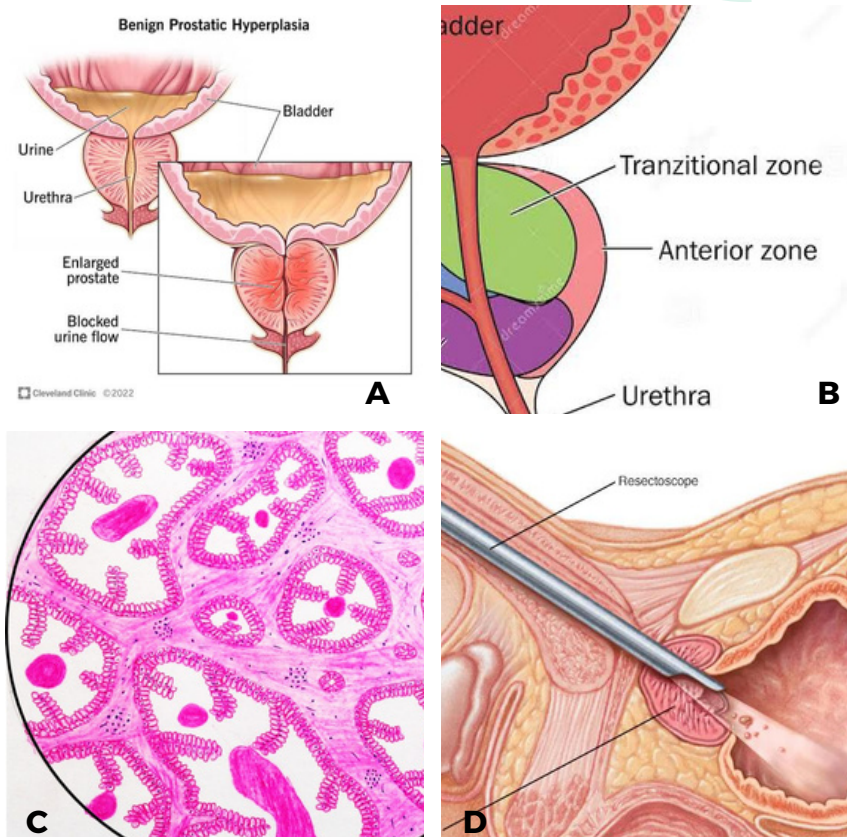 Benign Prostatic Hyperplasia
Bladder
Urine
Urethra
Enlarged
prostate
Blocked
urine flow
Cleveland Clinic ©2022
A
adder
Tranzitional zone
Anterior zone
Urethra
dreamstime
B
C
Resectoscope
D